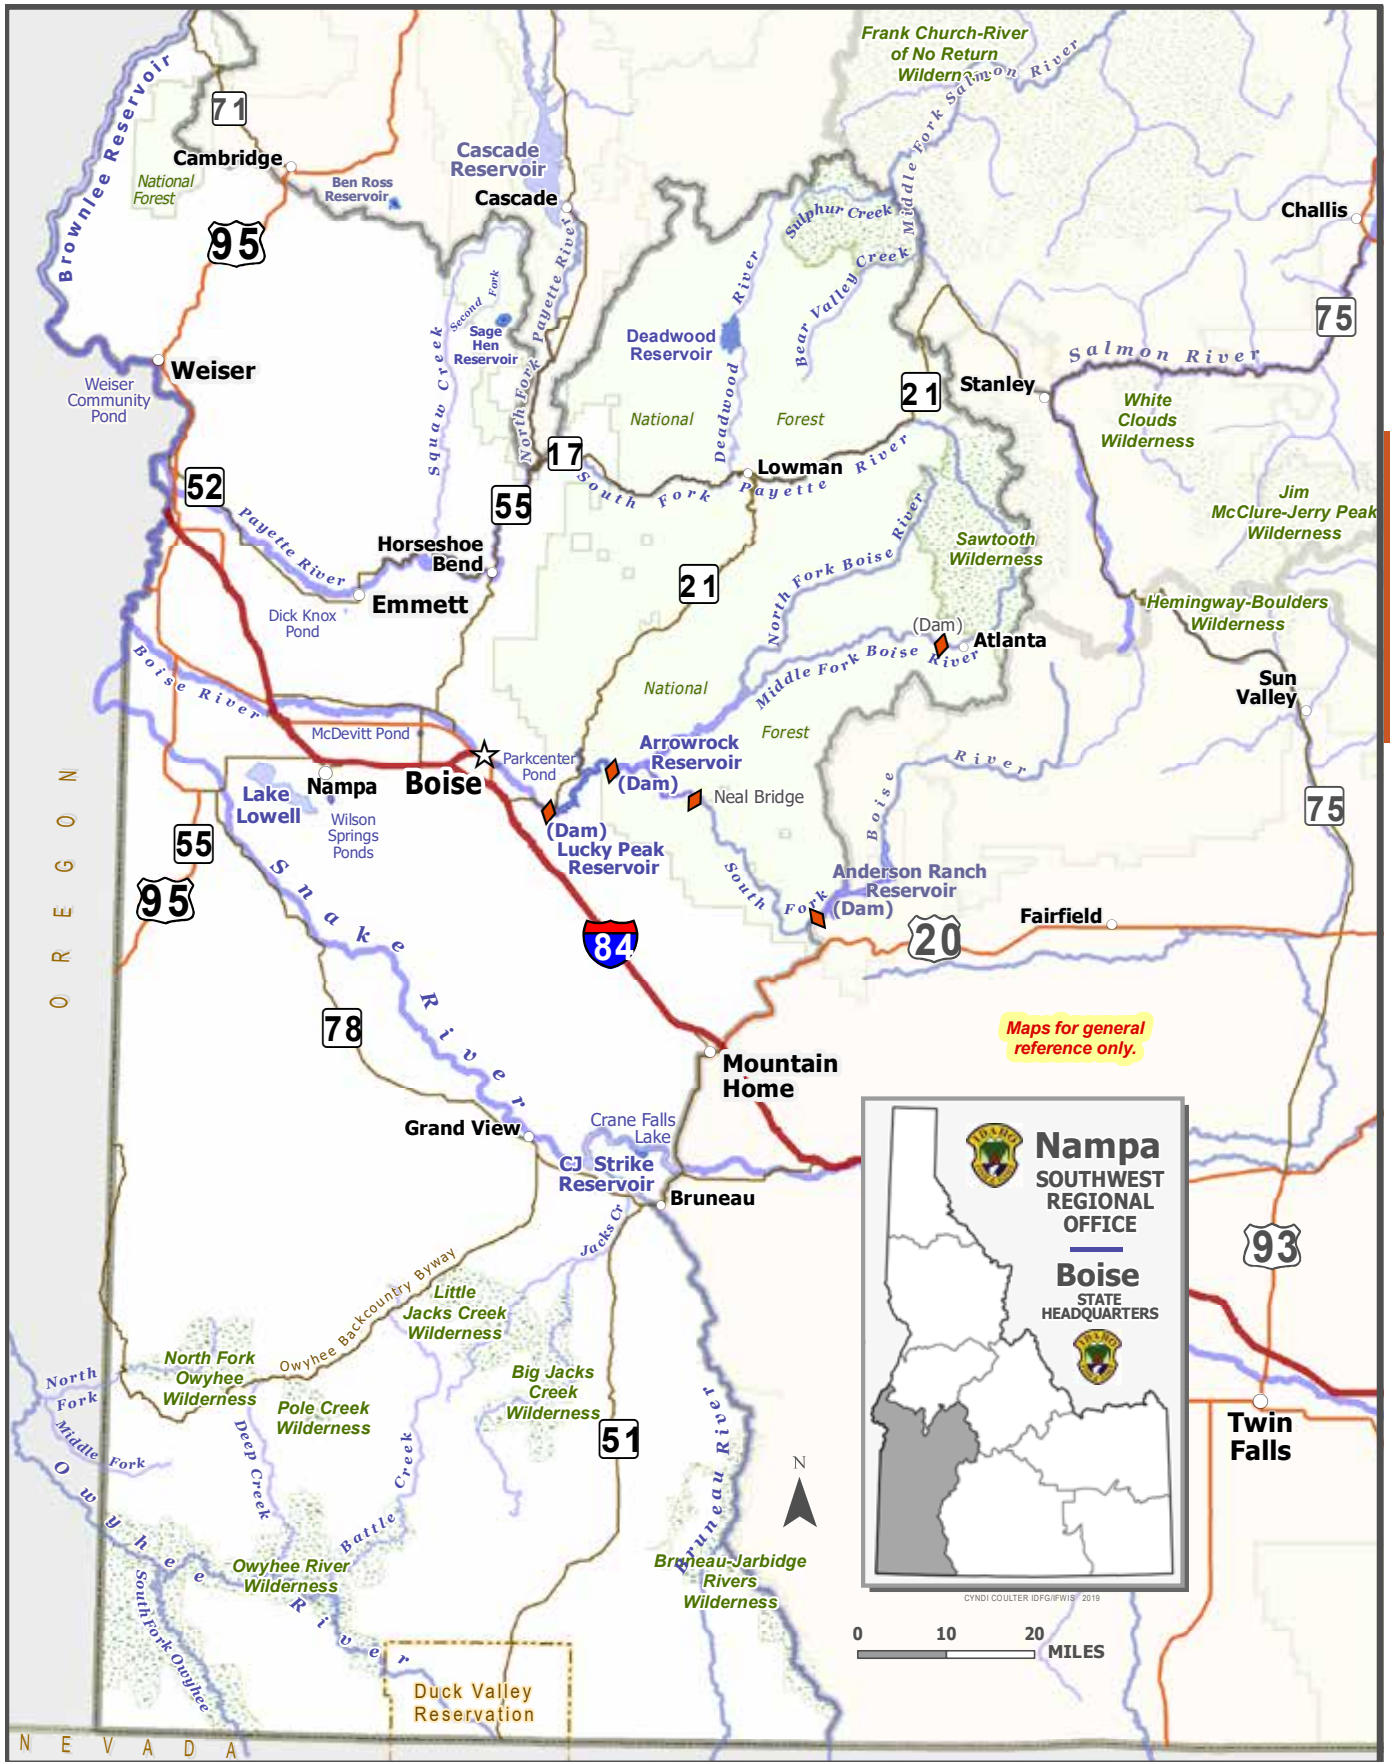 Frank Church-River
of No Return
Wilderness
Middle Fork Salmon River
Brownlee Reservoir
71
Cambridge
National
Forest
Ben Ross
Reservoir
Cascade
Reservoir
Cascade
Sulphur Creek
Challis
95
Bear Valley Creek
Deadwood River
North Fork Payette River
Second Fork
Squaw Creek
Sage
Hen
Reservoir
Deadwood
Reservoir
75
Salmon River
Weiser
Weiser
Community
Pond
21
Stanley
White
Clouds
Wilderness
National Forest
17
Lowman
South Fork Payette River
52
55
Jim
McClure-Jerry Peak
Wilderness
Payette River
Horseshoe
Bend
Sawtooth
Wilderness
North Fork Boise River
21
Emmett
Dick Knox
Pond
Hemingway-Boulders
Wilderness
(Dam)
Atlanta
Middle Fork Boise River
Boise River
Sun
Valley
National
Forest
McDevitt Pond
Parkcenter
Pond
Arrowrock
Reservoir
(Dam)
Boise River
OREGON
Nampa
Boise
Neal Bridge
Lake
Lowell
Wilson
Springs
Ponds
(Dam)
Lucky Peak
Reservoir
75
55
95
Snake River
South Fork
Anderson Ranch
Reservoir
(Dam)
Fairfield
20
84
78
Maps for general
reference only.
Mountain
Home
Grand View
Crane Falls
Lake
CJ Strike
Reservoir
Bruneau
Jacks Cr
Nampa
SOUTHWEST
REGIONAL
OFFICE
Boise
STATE
HEADQUARTERS
IDAHO
IDAHO
93
Owyhee Backcountry Byway
Little
Jacks Creek
Wilderness
North Fork
Owyhee
Wilderness
Pole Creek
Wilderness
Big Jacks
Creek
Wilderness
North
Fork
Middle Fork
Deep Creek
Battle Creek
51
Bruneau River
N
Twin
Falls
Owyhee River
Owyhee River
Wilderness
South Fork Owyhee
Bruneau-Jarbidge
Rivers
Wilderness
CYNDI COULTER IDFG/IFWIS 2019
0 10 20
MILES
Duck Valley
Reservation
NEVADA